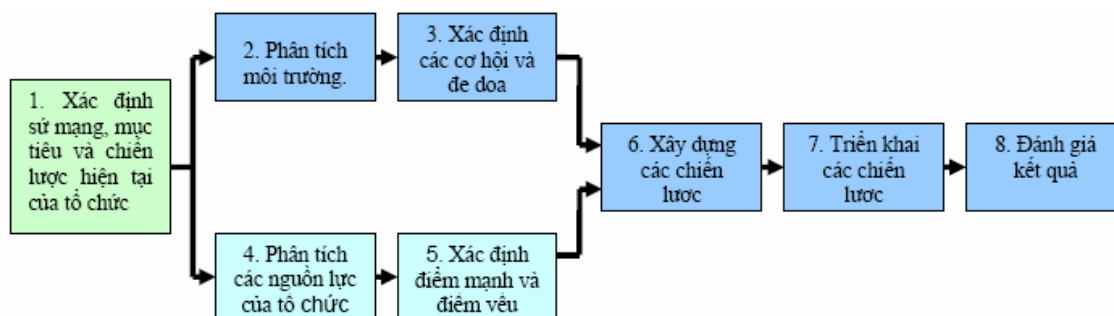 1. Xác định
sứ mạng, mục
tiêu và chiến
lược hiện tại
của tổ chức
2. Phân tích
môi trường.
3. Xác định
các cơ hội và
đe dọa
4. Phân tích
các nguồn lực
của tổ chức
5. Xác định
điểm mạnh và
điểm yếu
6. Xây dựng
các chiến
lược
7. Triển khai
các chiến
lược
8. Đánh giá
kết quả